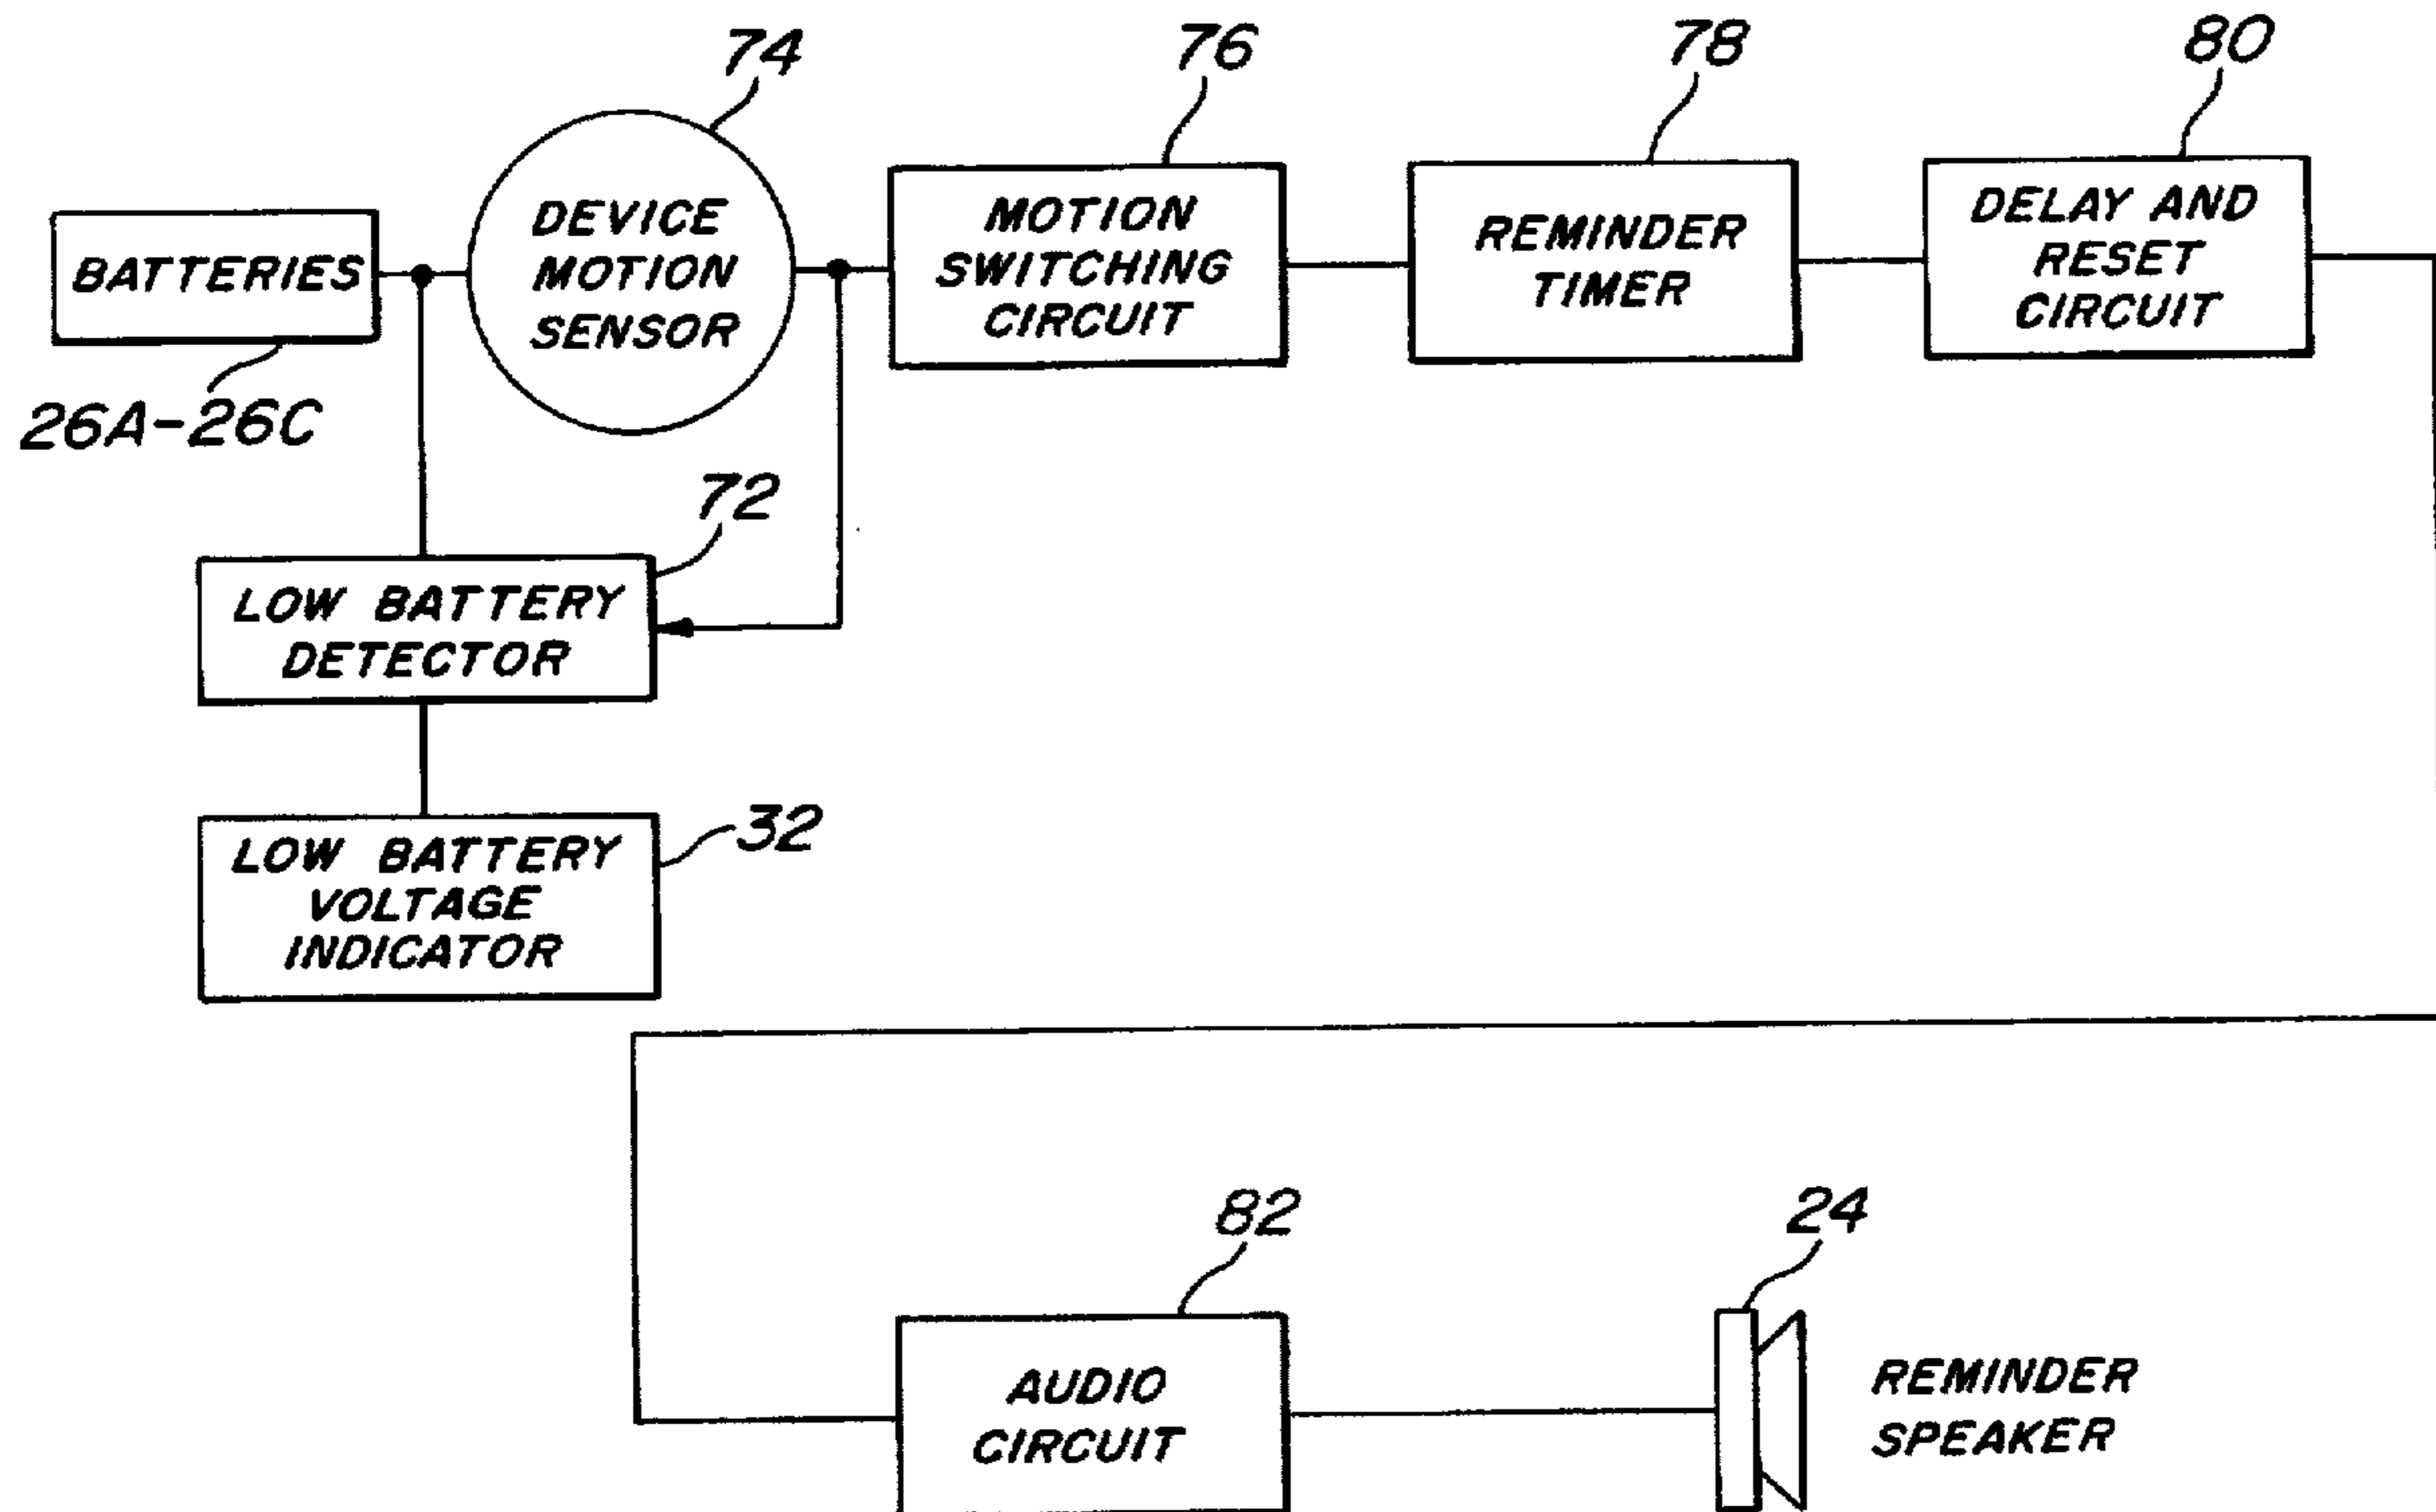 74
76
78
80
DEVICE
MOTION
SENSOR
BATTERIES
MOTION
SWITCHING
CIRCUIT
REMINDER
TIMER
DELAY AND
RESET
CIRCUIT
26A-26C
72
LOW BATTERY
DETECTOR
32
LOW BATTERY
VOLTAGE
INDICATOR
82
24
AUDIO
CIRCUIT
REMINDER
SPEAKER